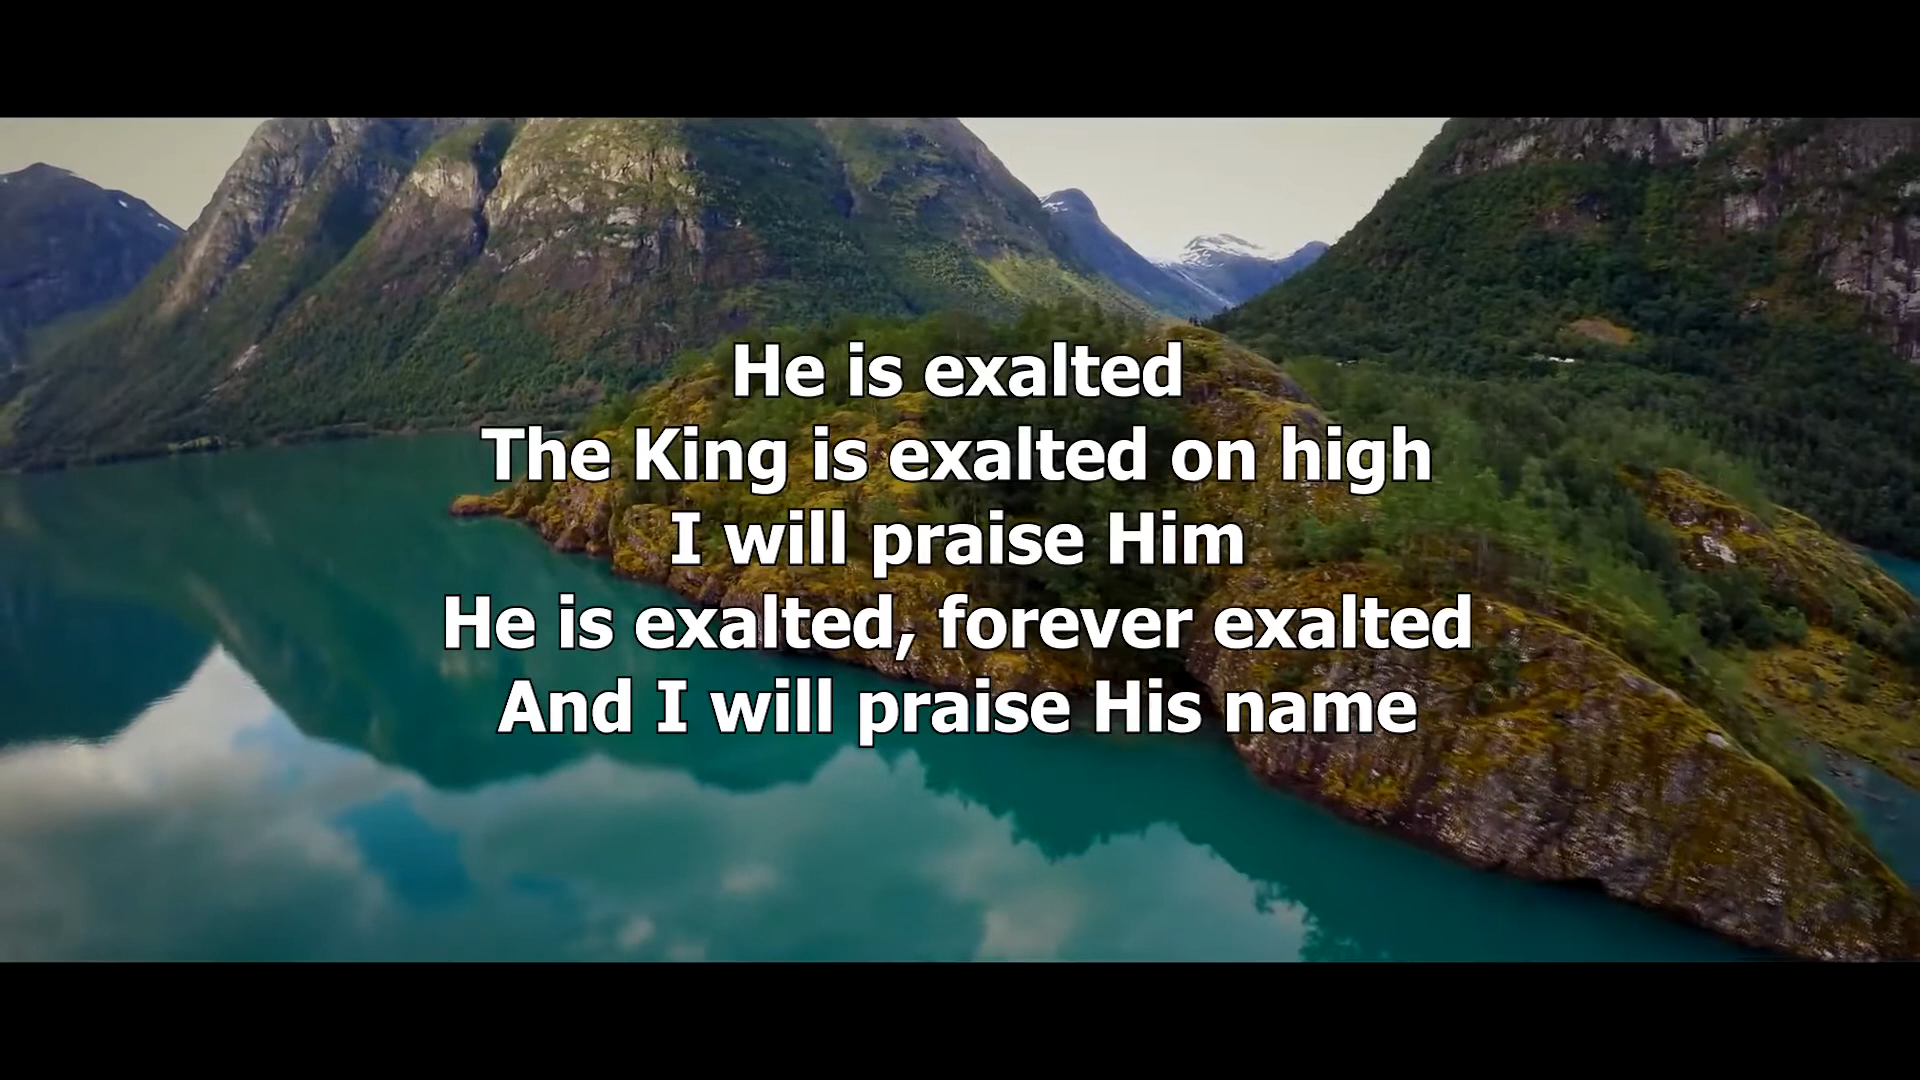 He is exalted
The King is exalted on high
I will praise Him
He is exalted, forever exalted
And I will praise His name